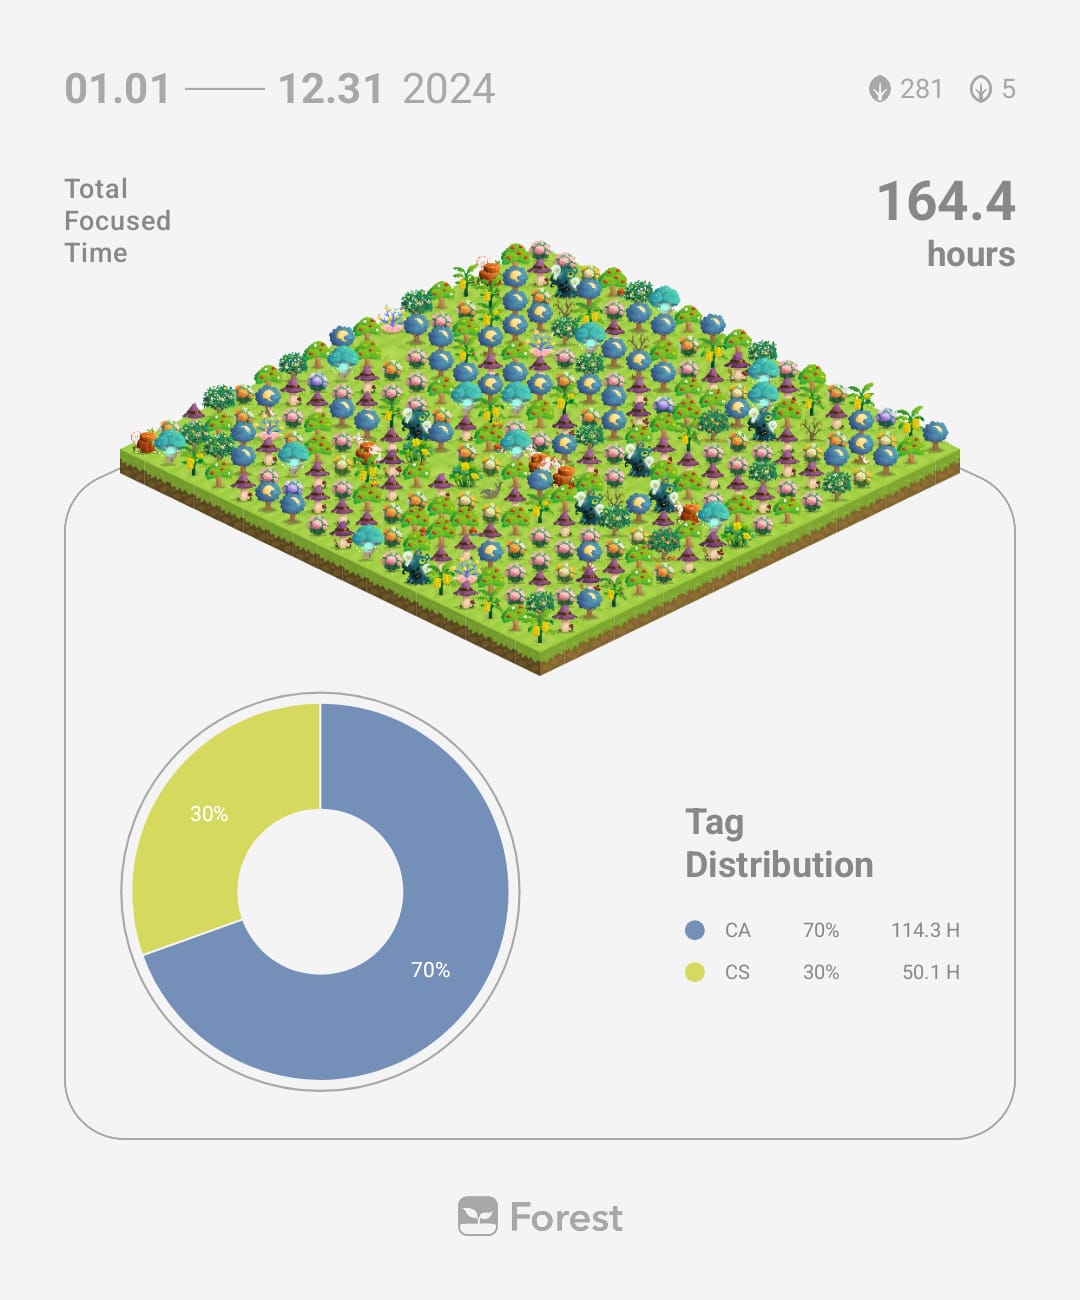 01.01 — 12.31 2024
281 5
Total
Focused
Time
164.4
hours
30%
70%
Tag
Distribution
CA 70% 114.3 H
CS 30% 50.1 H
Forest